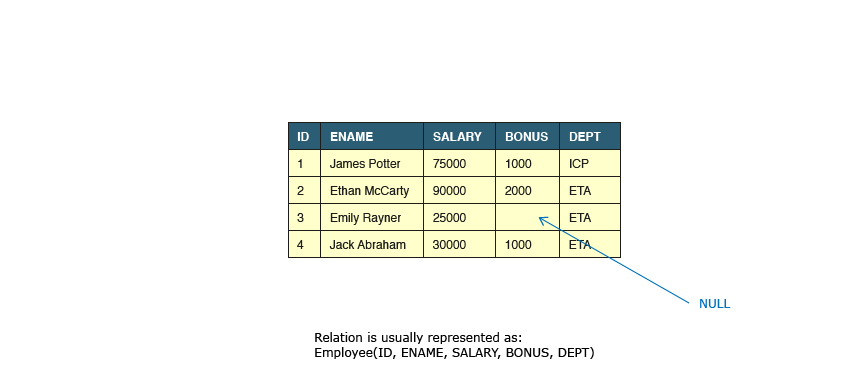 ID ENAME SALARY BONUS DEPT
1 James Potter 75000 1000 ICP
2 Ethan McCarty 90000 2000 ETA
3 Emily Rayner 25000 ETA
4 Jack Abraham 30000 1000 ETA
NULL
Relation is usually represented as:
Employee(ID, ENAME, SALARY, BONUS, DEPT)